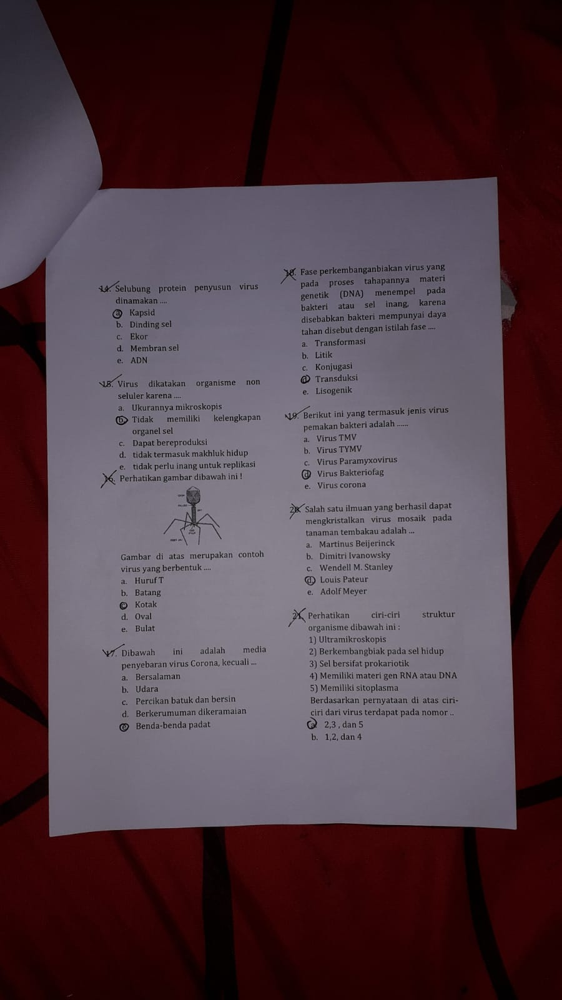 14. Selubung protein penyusun virus
dinamakan ....
a. Kapsid
b. Dinding sel
c. Ekor
d. Membran sel
e. ADN
15. Virus dikatakan organisme non
seluler karena ....
a. Ukurannya mikroskopis
b. Tidak memiliki kelengkapan
organel sel
c. Dapat bereproduksi
d. tidak termasuk makhluk hidup
e. tidak perlu inang untuk replikasi
16. Perhatikan gambar dibawah ini !
Gambar di atas merupakan contoh
virus yang berbentuk ....
a. Huruf T
b. Batang
c. Kotak
d. Oval
e. Bulat
17. Dibawah ini adalah media
penyebaran virus Corona, kecuali ...
a. Bersalaman
b. Udara
c. Percikan batuk dan bersin
d. Berkerumuman dikeramaian
e. Benda-benda padat
18. Fase perkembanganbiakan virus yang
pada proses tahapannya materi
genetik (DNA) menempel pada
bakteri atau sel inang, karena
disebabkan bakteri mempunyai daya
tahan disebut dengan istilah fase ....
a. Transformasi
b. Litik
c. Konjugasi
d. Transduksi
e. Lisogenik
19. Berikut ini yang termasuk jenis virus
pemakan bakteri adalah ......
a. Virus TMV
b. Virus TYMV
c. Virus Paramyxovirus
d. Virus Bakteriofag
e. Virus corona
20. Salah satu ilmuan yang berhasil dapat
mengkristalkan virus mosaik pada
tanaman tembakau adalah ...
a. Martinus Beijerinck
b. Dimitri Ivanowsky
c. Wendell M. Stanley
d. Louis Pateur
e. Adolf Meyer
21. Perhatikan ciri-ciri struktur
organisme dibawah ini :
1) Ultramikroskopis
2) Berkembangbiak pada sel hidup
3) Sel bersifat prokariotik
4) Memiliki materi gen RNA atau DNA
5) Memiliki sitoplasma
Berdasarkan pernyataan di atas ciri-
ciri dari virus terdapat pada nomor ..
a. 2,3 , dan 5
b. 1,2, dan 4